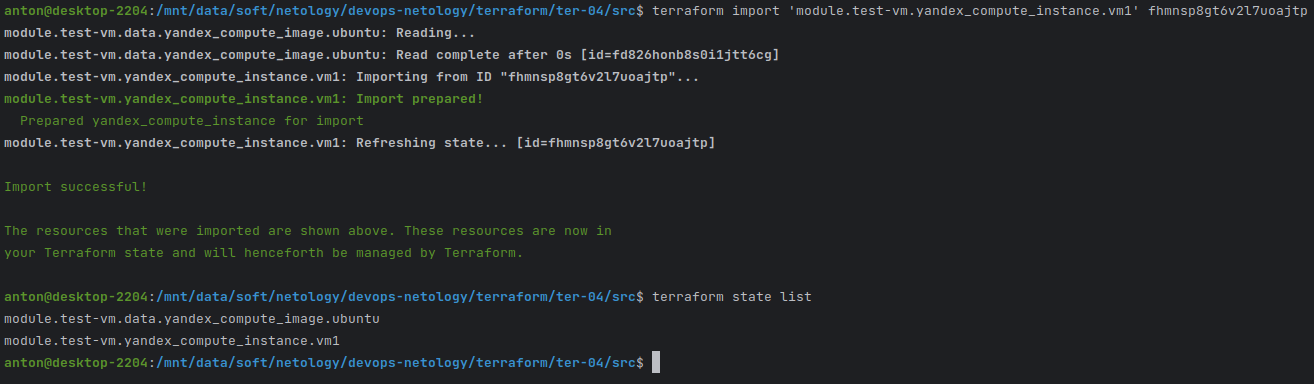 anton@desktop-2204:/mnt/data/soft/netology/devops-netology/terraform/ter-04/src$ terraform import 'module.test-vm.yandex_compute_instance.vm1' fhmnsp8gt6v2l7uoajtp
module.test-vm.data.yandex_compute_image.ubuntu: Reading...
module.test-vm.data.yandex_compute_image.ubuntu: Read complete after 0s [id=fd826honb8s0i1jtt6cg]
module.test-vm.yandex_compute_instance.vm1: Importing from ID "fhmnsp8gt6v2l7uoajtp"...
module.test-vm.yandex_compute_instance.vm1: Import prepared!
  Prepared yandex_compute_instance for import
module.test-vm.yandex_compute_instance.vm1: Refreshing state... [id=fhmnsp8gt6v2l7uoajtp]
Import successful!
The resources that were imported are shown above. These resources are now in
your Terraform state and will henceforth be managed by Terraform.
anton@desktop-2204:/mnt/data/soft/netology/devops-netology/terraform/ter-04/src$ terraform state list
module.test-vm.data.yandex_compute_image.ubuntu
module.test-vm.yandex_compute_instance.vm1
anton@desktop-2204:/mnt/data/soft/netology/devops-netology/terraform/ter-04/src$